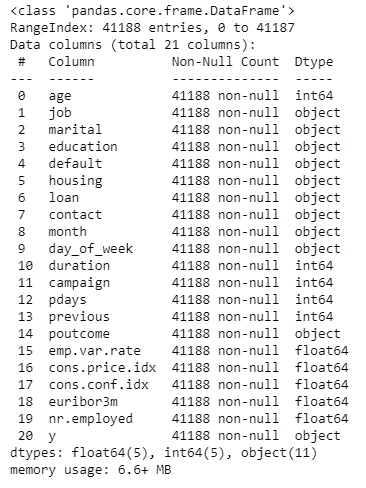 <class 'pandas.core.frame.DataFrame'>
RangeIndex: 41188 entries, 0 to 41187
Data columns (total 21 columns):
 #   Column          Non-Null Count  Dtype
---  ------          --------------  -----
 0   age             41188 non-null  int64
 1   job             41188 non-null  object
 2   marital         41188 non-null  object
 3   education       41188 non-null  object
 4   default         41188 non-null  object
 5   housing         41188 non-null  object
 6   loan            41188 non-null  object
 7   contact         41188 non-null  object
 8   month           41188 non-null  object
 9   day_of_week     41188 non-null  object
 10  duration        41188 non-null  int64
 11  campaign        41188 non-null  int64
 12  pdays           41188 non-null  int64
 13  previous        41188 non-null  int64
 14  poutcome        41188 non-null  object
 15  emp.var.rate    41188 non-null  float64
 16  cons.price.idx  41188 non-null  float64
 17  cons.conf.idx   41188 non-null  float64
 18  euribor3m       41188 non-null  float64
 19  nr.employed     41188 non-null  float64
 20  y               41188 non-null  object
dtypes: float64(5), int64(5), object(11)
memory usage: 6.6+ MB